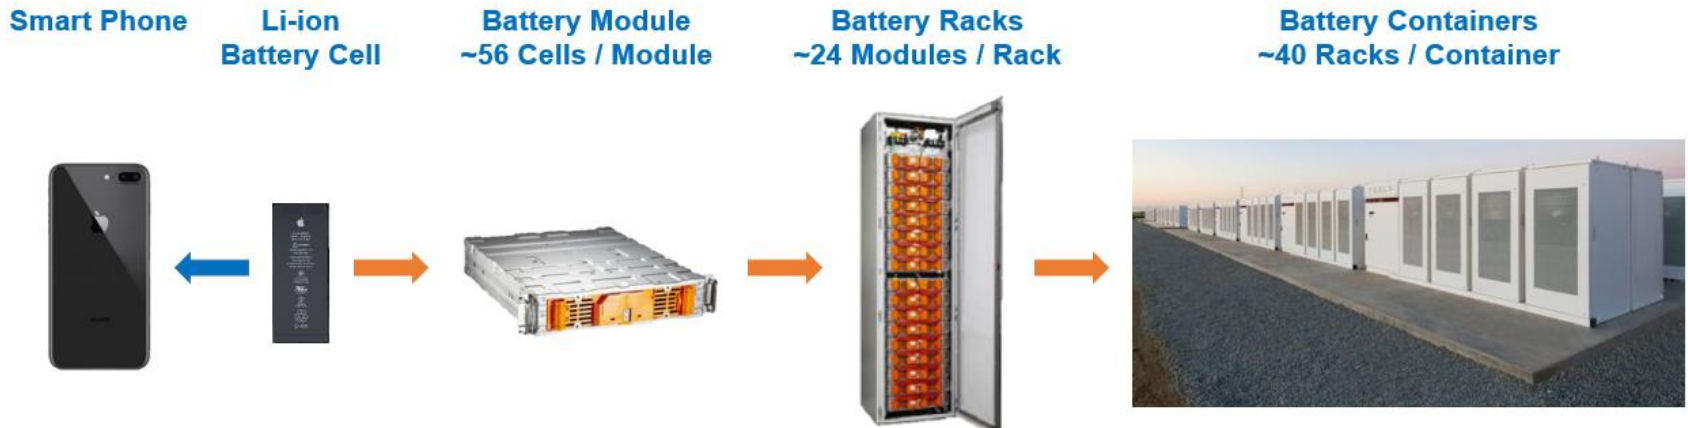 Smart Phone
Li-ion
Battery Cell
Battery Module
~56 Cells / Module
Battery Racks
~24 Modules / Rack
Battery Containers
~40 Racks / Container
TESLA